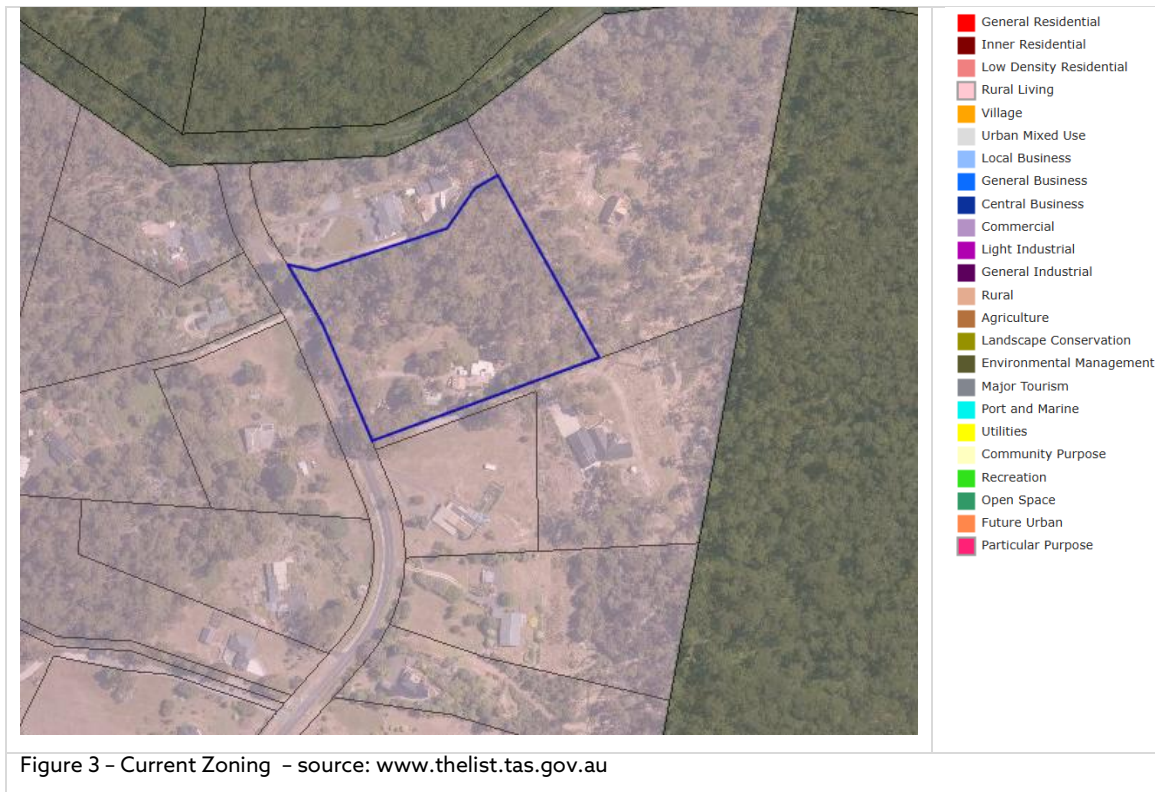 General Residential
Inner Residential
Low Density Residential
Rural Living
Village
Urban Mixed Use
Local Business
General Business
Central Business
Commercial
Light Industrial
General Industrial
Rural
Agriculture
Landscape Conservation
Environmental Management
Major Tourism
Port and Marine
Utilities
Community Purpose
Recreation
Open Space
Future Urban
Particular Purpose
Figure 3 – Current Zoning – source: www.thelist.tas.gov.au